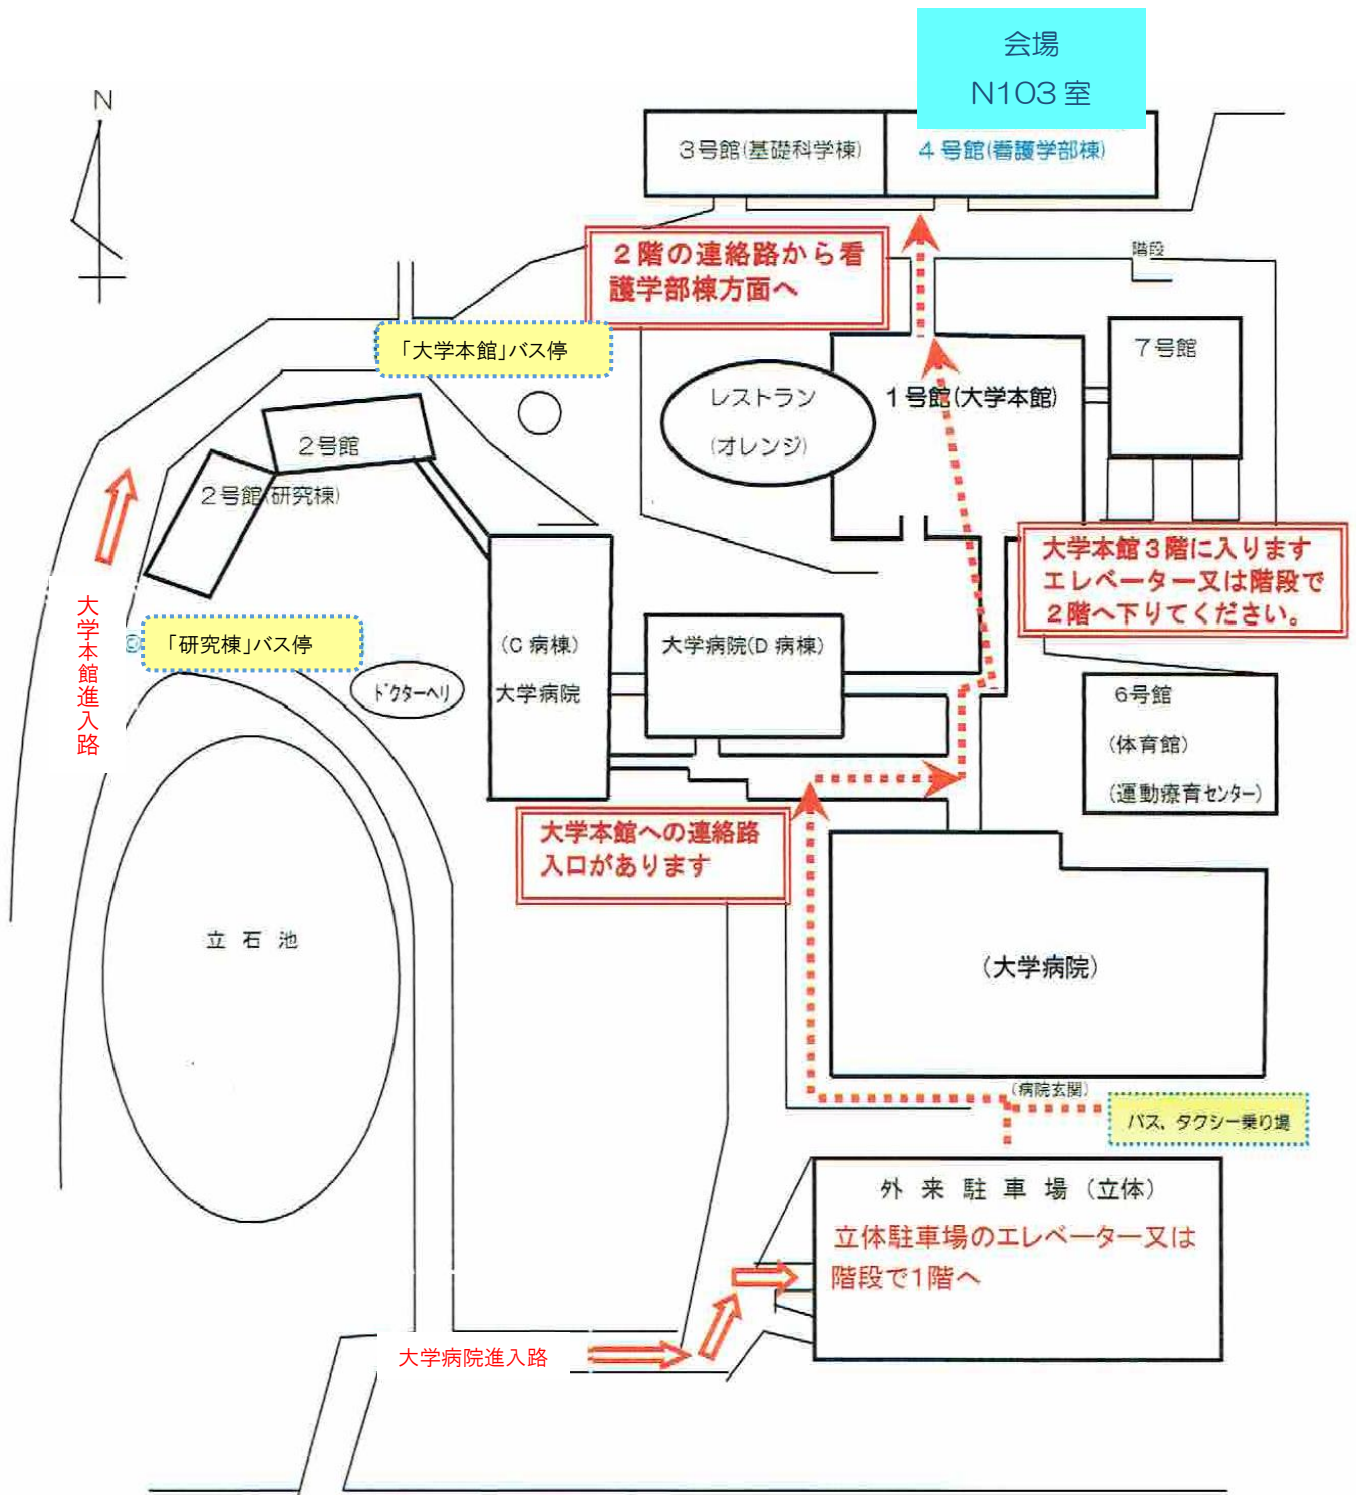 会場
N103室
N
3号館(基礎科学棟)
4号館(看護学部棟)
2階の連絡路から看
護学部棟方面へ
階段
「大学本館」バス停
7号館
レストラン
(オレンジ)
1号館(大学本館)
2号館
2号館(研究棟)
大学本館3階に入ります
エレベーター又は階段で
2階へ下りてください。
大学本館進入路
「研究棟」バス停
(C病棟)
大学病院
大学病院(D病棟)
ドクターヘリ
6号館
(体育館)
(運動療育センター)
大学本館への連絡路
入口があります
立石池
(大学病院)
(病院玄関)
バス、タクシー乗り場
外来駐車場(立体)
立体駐車場のエレベーター又は
階段で1階へ
大学病院進入路